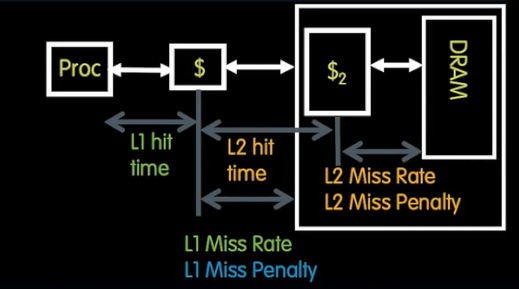 Proc
$
$2
DRAM
L1 hit
time
L2 hit
time
L2 Miss Rate
L2 Miss Penalty
L1 Miss Rate
L1 Miss Penalty